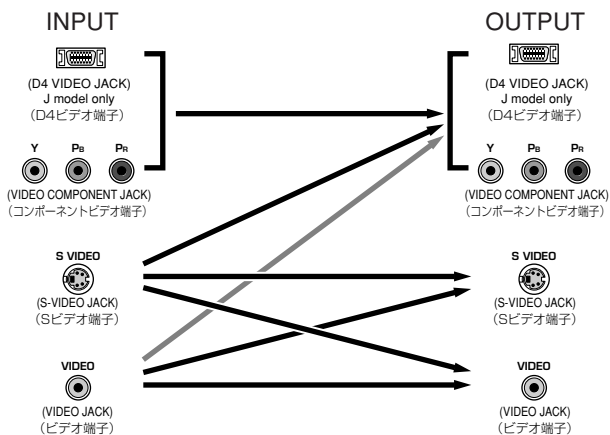 INPUT
OUTPUT
(D4 VIDEO JACK)
J model only
(D4ビデオ端子)
Y PB PR
(VIDEO COMPONENT JACK)
(コンポーネントビデオ端子)
S VIDEO
(S-VIDEO JACK)
(Sビデオ端子)
VIDEO
(VIDEO JACK)
(ビデオ端子)
(D4 VIDEO JACK)
J model only
(D4ビデオ端子)
Y PB PR
(VIDEO COMPONENT JACK)
(コンポーネントビデオ端子)
S VIDEO
(S-VIDEO JACK)
(Sビデオ端子)
VIDEO
(VIDEO JACK)
(ビデオ端子)